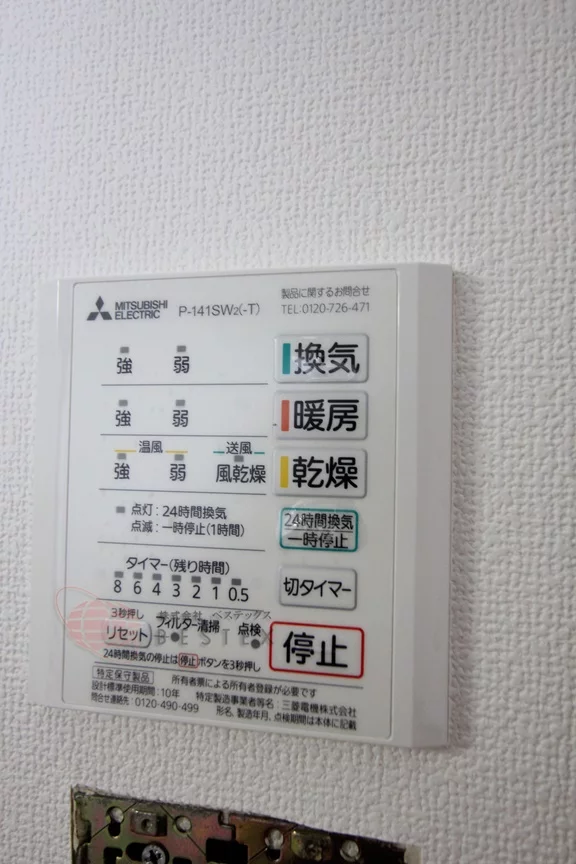 MITSUBISHI ELECTRIC P-141SW2(-T)
製品に関するお問合せ
TEL:0120-726-471
強 弱 換気
強 弱 暖房
温風 送風
強 弱 風乾燥 乾燥
点灯:24時間換気
点滅:一時停止(1時間)
24時間換気
一時停止
タイマー(残り時間)
8 6 4 3 2 1 0.5
切タイマー
3秒押し
リセット フィルター清掃 点検
株式会社 ベステックス
BESTEX
停止
24時間換気の停止は停止ボタンを3秒押し
特定保守製品 所有者票による所有者登録が必要です
設計標準使用期間:10年 特定製造事業者等名 三菱電機株式会社
問合せ連絡先:0120-490-499 形名、製造年月、点検期間は本体に記載